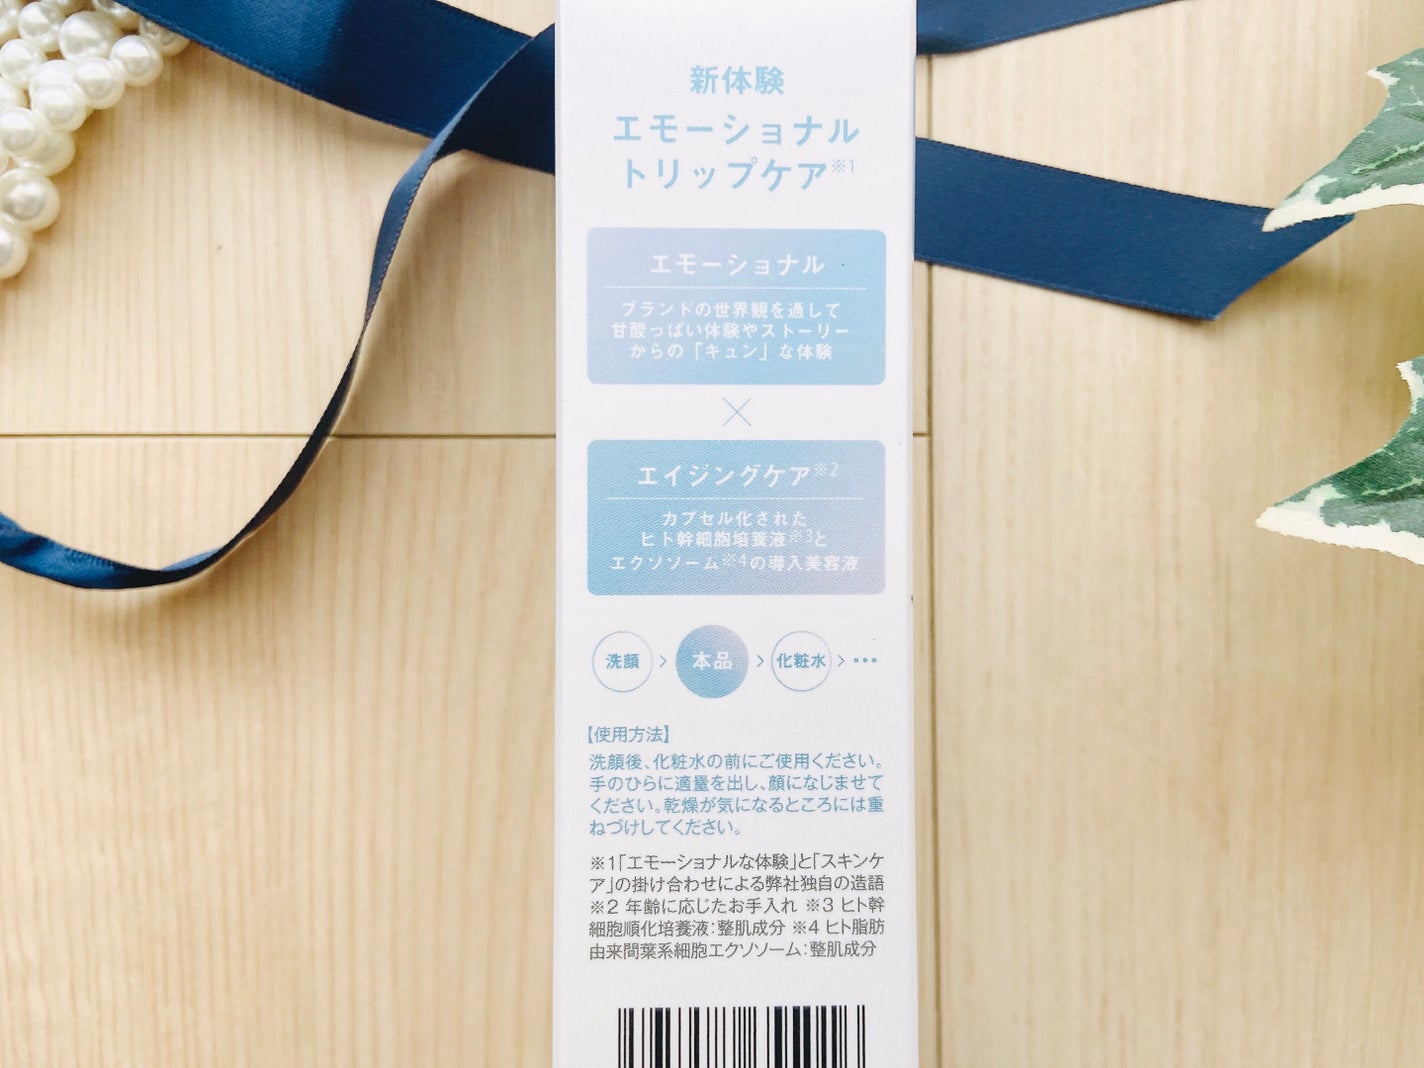 新体験
エモーショナル
トリップケア※1
エモーショナル
ブランドの世界観を通して
甘酸っぱい体験やストーリー
からの「キュン」な体験
×
エイジングケア※2
カプセル化された
ヒト幹細胞培養液※3と
エクソソーム※4の導入美容液
洗顔 > 本品 > 化粧水 > •••
【使用方法】
洗顔後、化粧水の前にご使用ください。
手のひらに適量を出し、顔になじませて
ください。乾燥が気になるところには重
ねづけしてください。
※1「エモーショナルな体験」と「スキンケ
ア」の掛け合わせによる弊社独自の造語
※2 年齢に応じたお手入れ ※3 ヒト幹
細胞順化培養液：整肌成分 ※4 ヒト脂肪
由来間葉系細胞エクソソーム：整肌成分